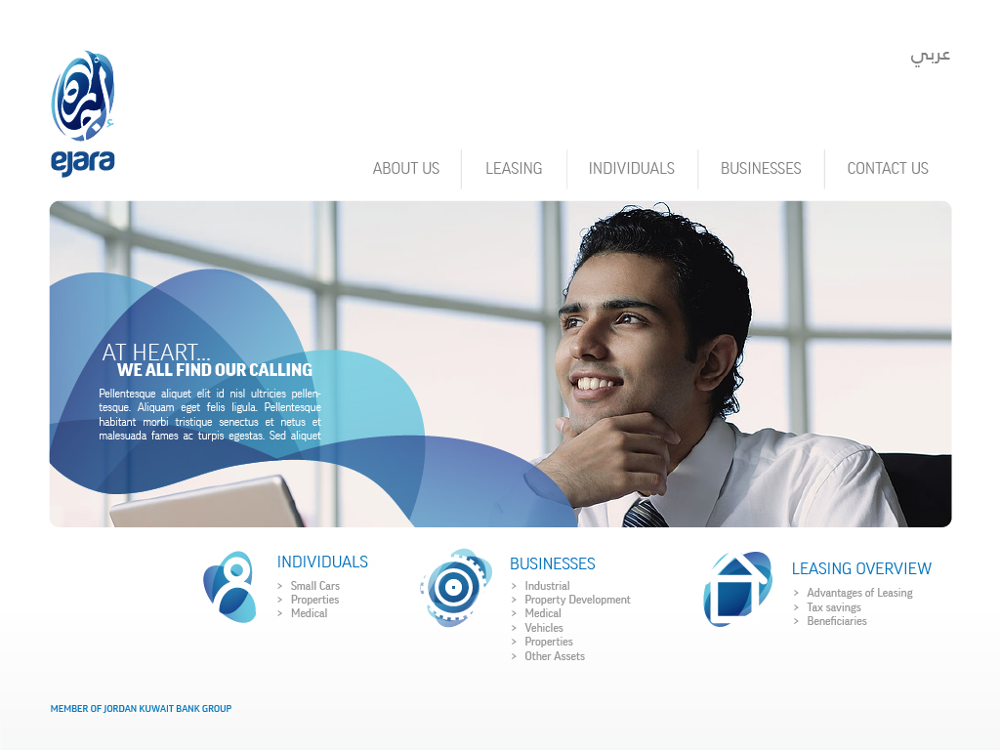 عربي
ejara
ABOUT US
LEASING
INDIVIDUALS
BUSINESSES
CONTACT US
AT HEART...
WE ALL FIND OUR CALLING
Pellentesque aliquet elit id nisl ultricies pellen-
tesque. Aliquam eget felis ligula. Pellentesque
habitant morbi tristique senectus et netus et
malesuada fames ac turpis egestas. Sed aliquet
INDIVIDUALS
> Small Cars
> Properties
> Medical
BUSINESSES
> Industrial
> Property Development
> Medical
> Vehicles
> Properties
> Other Assets
LEASING OVERVIEW
> Advantages of Leasing
> Tax savings
> Beneficiaries
MEMBER OF JORDAN KUWAIT BANK GROUP